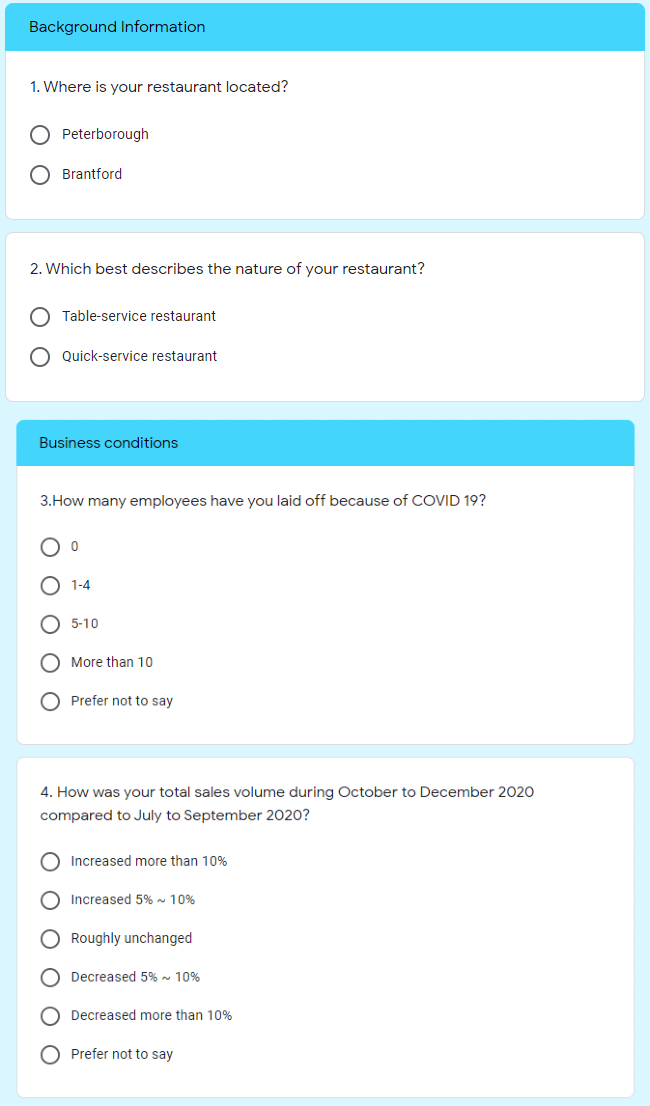 Background Information
1. Where is your restaurant located?
Peterborough
Brantford
2. Which best describes the nature of your restaurant?
Table-service restaurant
Quick-service restaurant
Business conditions
3.How many employees have you laid off because of COVID 19?
0
1-4
5-10
More than 10
Prefer not to say
4. How was your total sales volume during October to December 2020
compared to July to September 2020?
Increased more than 10%
Increased 5% ~ 10%
Roughly unchanged
Decreased 5% ~ 10%
Decreased more than 10%
Prefer not to say